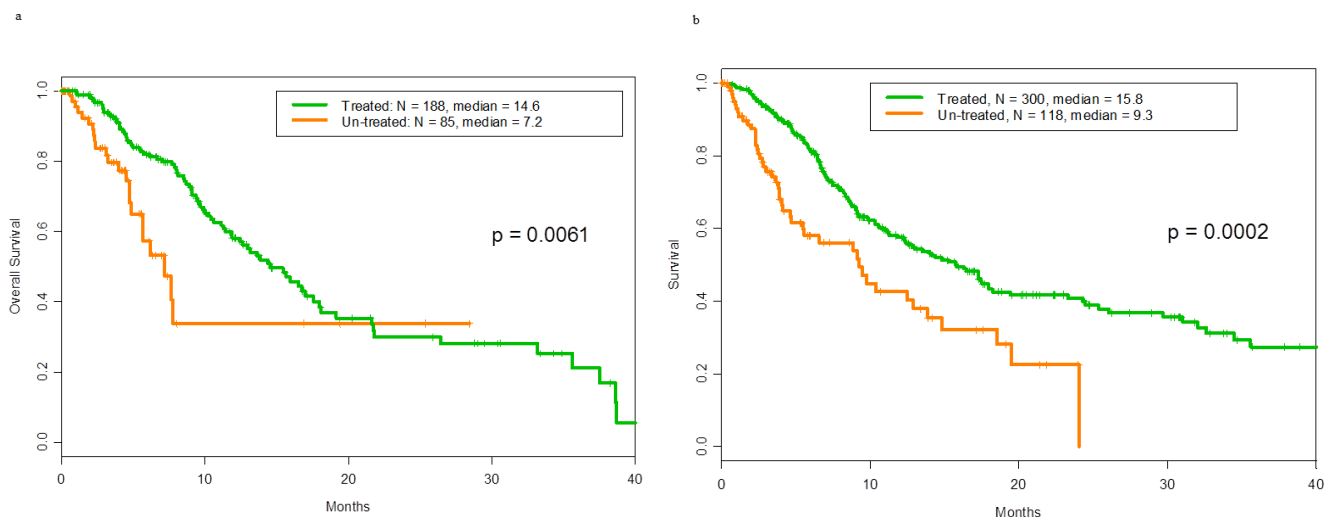 a
Treated: N = 188, median = 14.6
Un-treated: N = 85, median = 7.2
p = 0.0061
Overall Survival
0.0
0.2
0.4
0.6
0.8
1.0
0 10 20 30 40
Months
b
Treated, N = 300, median = 15.8
Un-treated, N = 118, median = 9.3
p = 0.0002
Survival
0.0
0.2
0.4
0.6
0.8
1.0
0 10 20 30 40
Months